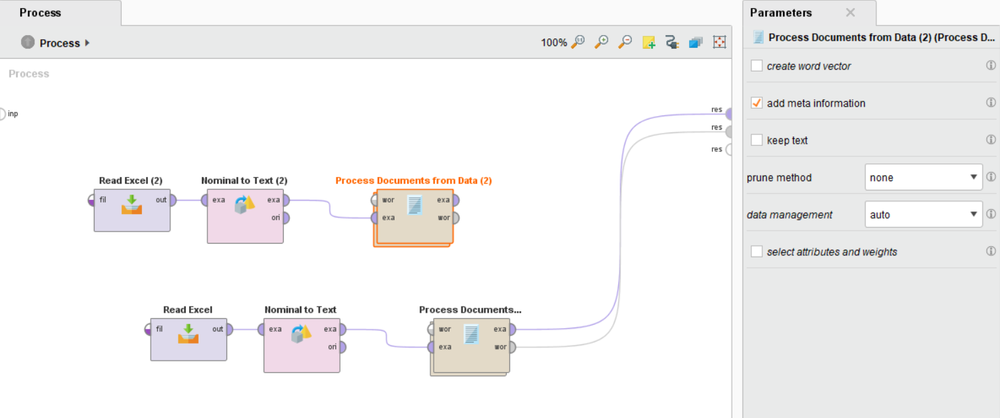 Process
Process
100%
Process
inp
res
res
res
Read Excel (2)
fil
out
Nominal to Text (2)
exa
exa
ori
Process Documents from Data (2)
wor
exa
exa
wor
Read Excel
fil
out
Nominal to Text
exa
exa
ori
Process Documents...
wor
exa
exa
wor
Parameters
Process Documents from Data (2) (Process D...
create word vector
add meta information
keep text
prune method
none
data management
auto
select attributes and weights